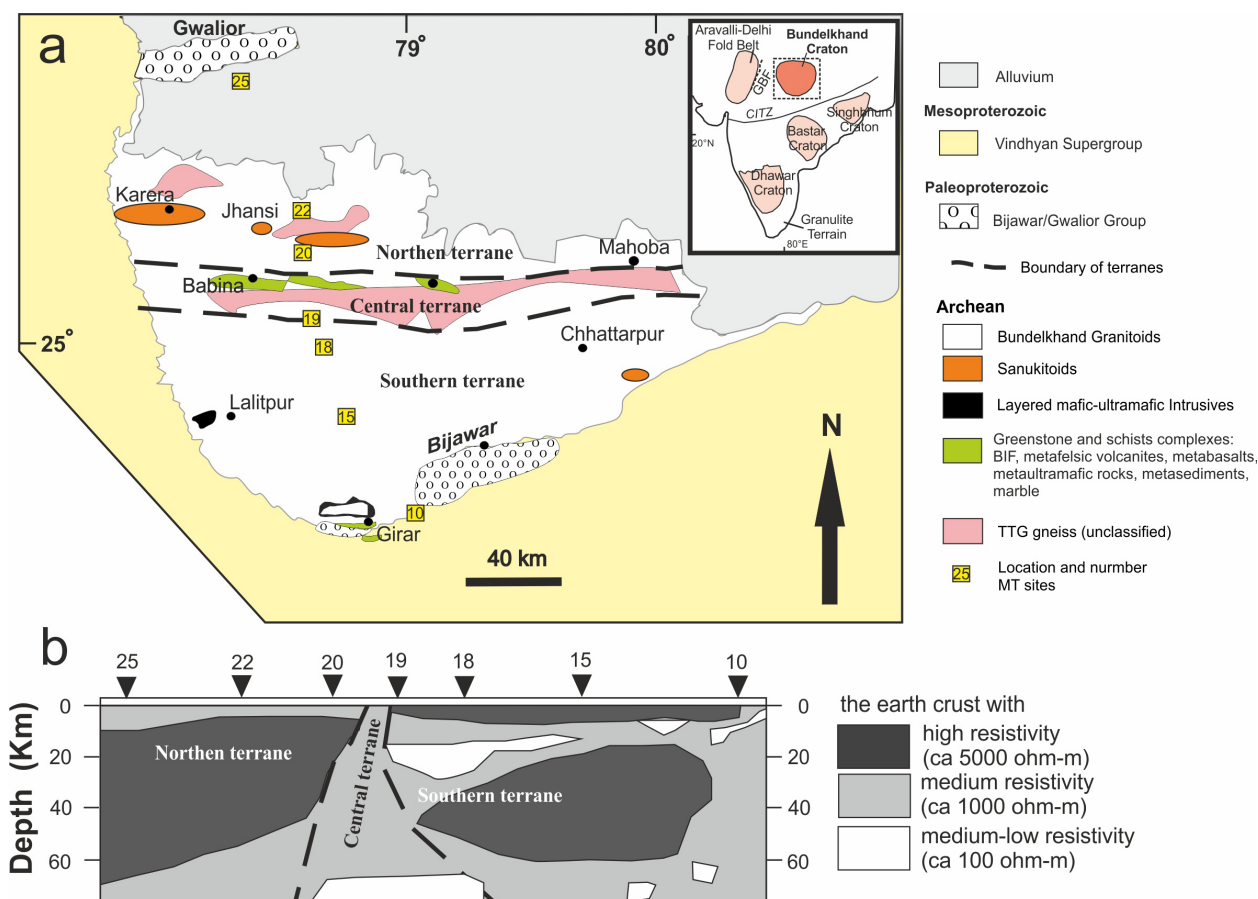 a
Gwalior
79°
80°
25
Karera
Jhansi
22
20
Northen terrane
Mahoba
Babina
Central terrane
19
25°
18
Chhattarpur
Southern terrane
Lalitpur
15
Bijawar
10
Girar
40 km
N
Aravalli-Delhi
Fold Belt
Bundelkhand
Craton
GBF
CITZ
Singhbhum
Craton
20°N
Bastar
Craton
Dhawar
Craton
Granulite
Terrain
80°E
Alluvium
Mesoproterozoic
Vindhyan Supergroup
Paleoproterozoic
Bijawar/Gwalior Group
Boundary of terranes
Archean
Bundelkhand Granitoids
Sanukitoids
Layered mafic-ultramafic Intrusives
Greenstone and schists complexes:
BIF, metafelsic volcanites, metabasalts,
metaultramafic rocks, metasediments,
marble
TTG gneiss (unclassified)
25
Location and nurmber
MT sites
b
25 22 20 19 18 15 10
Depth (Km)
0
20
40
60
0
20
40
60
Northen terrane
Central terrane
Southern terrane
the earth crust with
high resistivity
(ca 5000 ohm-m)
medium resistivity
(ca 1000 ohm-m)
medium-low resistivity
(ca 100 ohm-m)